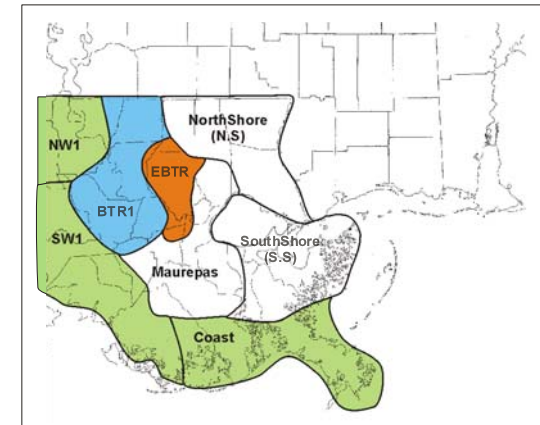 NorthShore
(N.S)
NW1
EBTR
BTR1
SouthShore
(S.S)
SW1
Maurepas
Coast